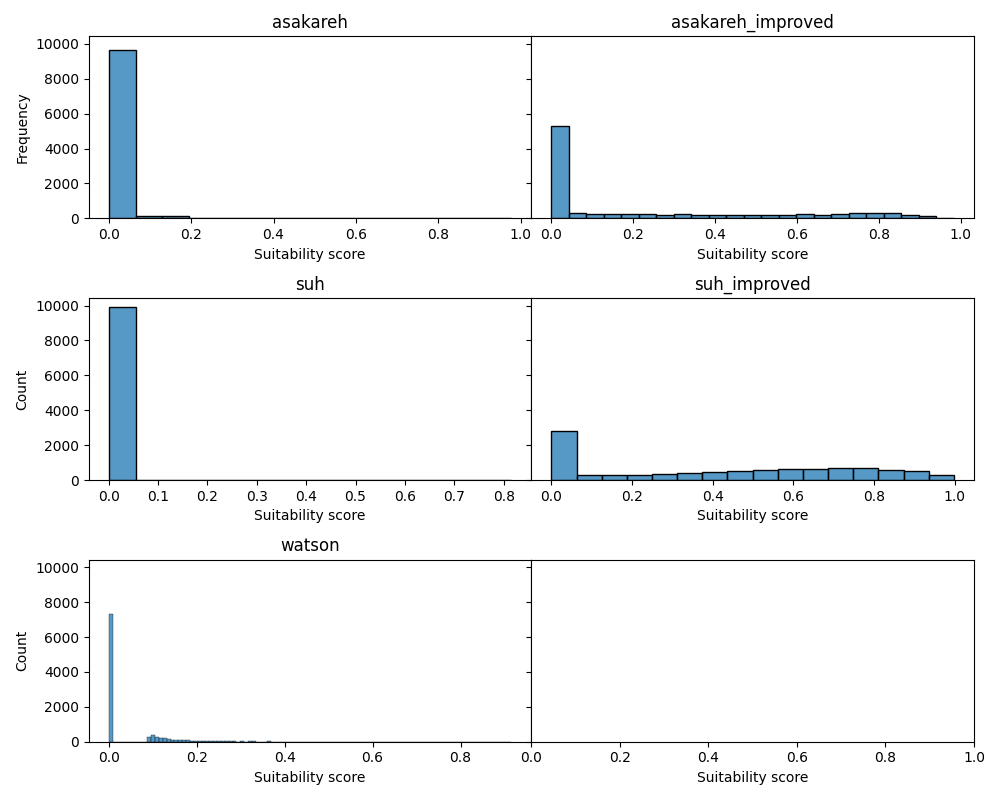 asakareh asakareh_improved
10000
8000
6000
4000
2000
0
Frequency
0.0 0.2 0.4 0.6 0.8 1.0 0.0 0.2 0.4 0.6 0.8 1.0
Suitability score Suitability score
suh suh_improved
10000
8000
6000
4000
2000
0
Count
0.0 0.1 0.2 0.3 0.4 0.5 0.6 0.7 0.8 0.0 0.2 0.4 0.6 0.8 1.0
Suitability score Suitability score
watson
10000
8000
6000
4000
2000
0
Count
0.0 0.2 0.4 0.6 0.8 0.0 0.2 0.4 0.6 0.8 1.0
Suitability score Suitability score